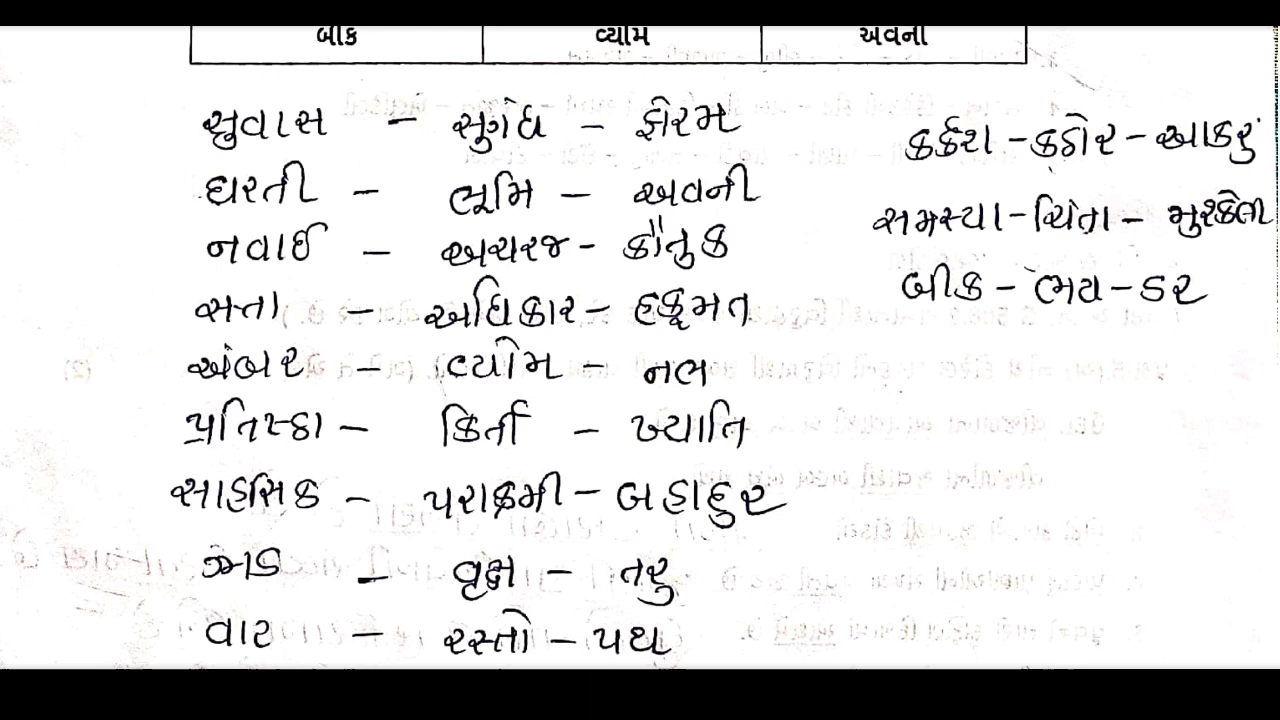 બીક વ્યોમ અવની
સુવાસ - સુગંધ - ફોરમ
ધરતી - ભૂમિ - અવની
નવાઈ - અચરજ - કૌતુક
સત્તા - અધિકાર - હકૂમત
અંબર - વ્યોમ - નભ
પ્રતિષ્ઠા - કિર્તી - ખ્યાતિ
સાહસિક - પરાક્રમી - બહાદુર
ઝાડ - વૃક્ષ - તરુ
વાટ - રસ્તો - પથ
કર્કશ - કઠોર - આકરું
સમસ્યા - ચિંતા - મુશ્કેલી
બીક - ભય - ડર